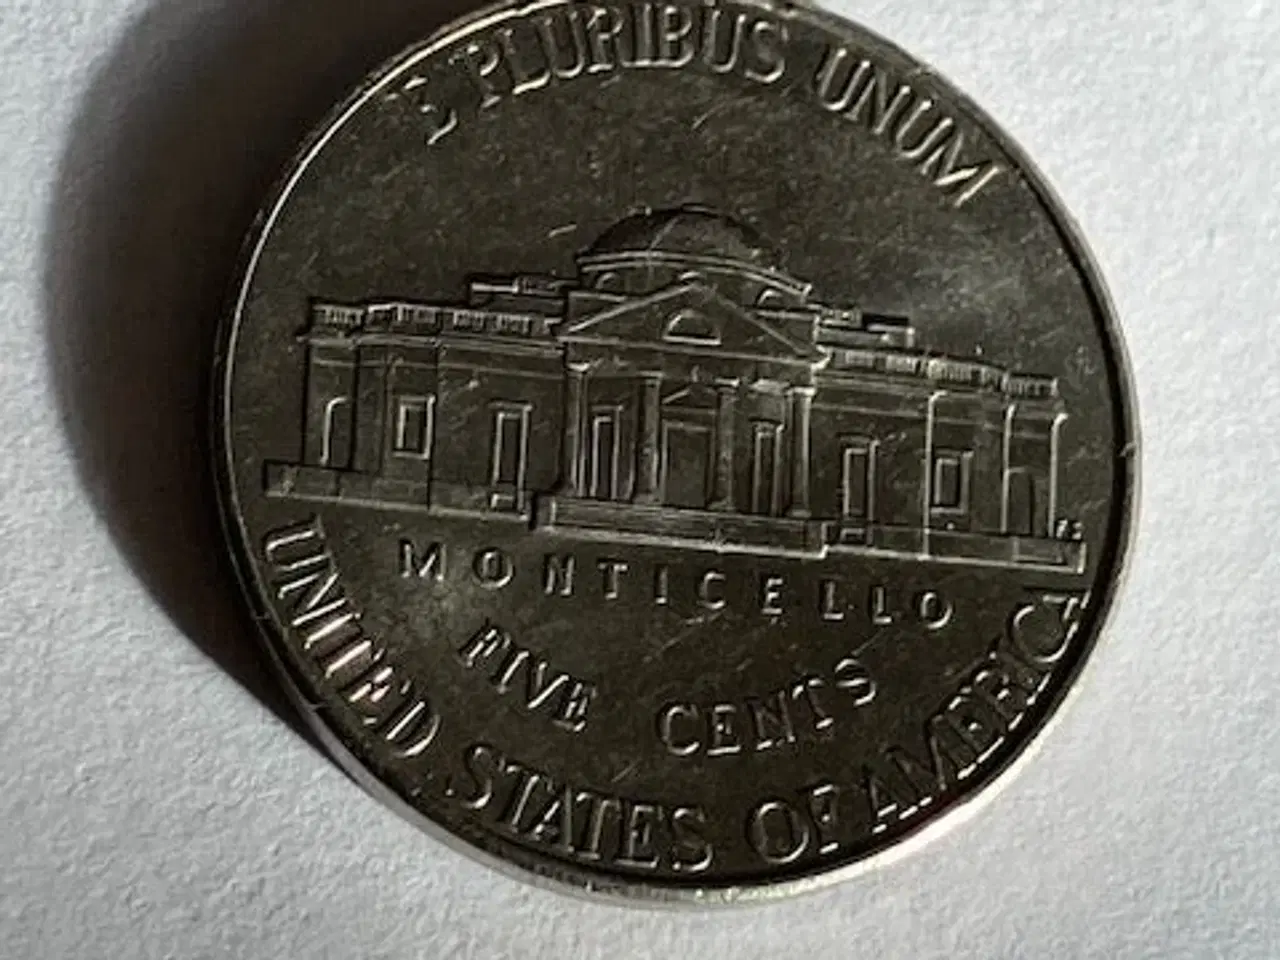 E PLURIBUS UNUM
MONTICELLO
FIVE CENTS
UNITED STATES OF AMERICA